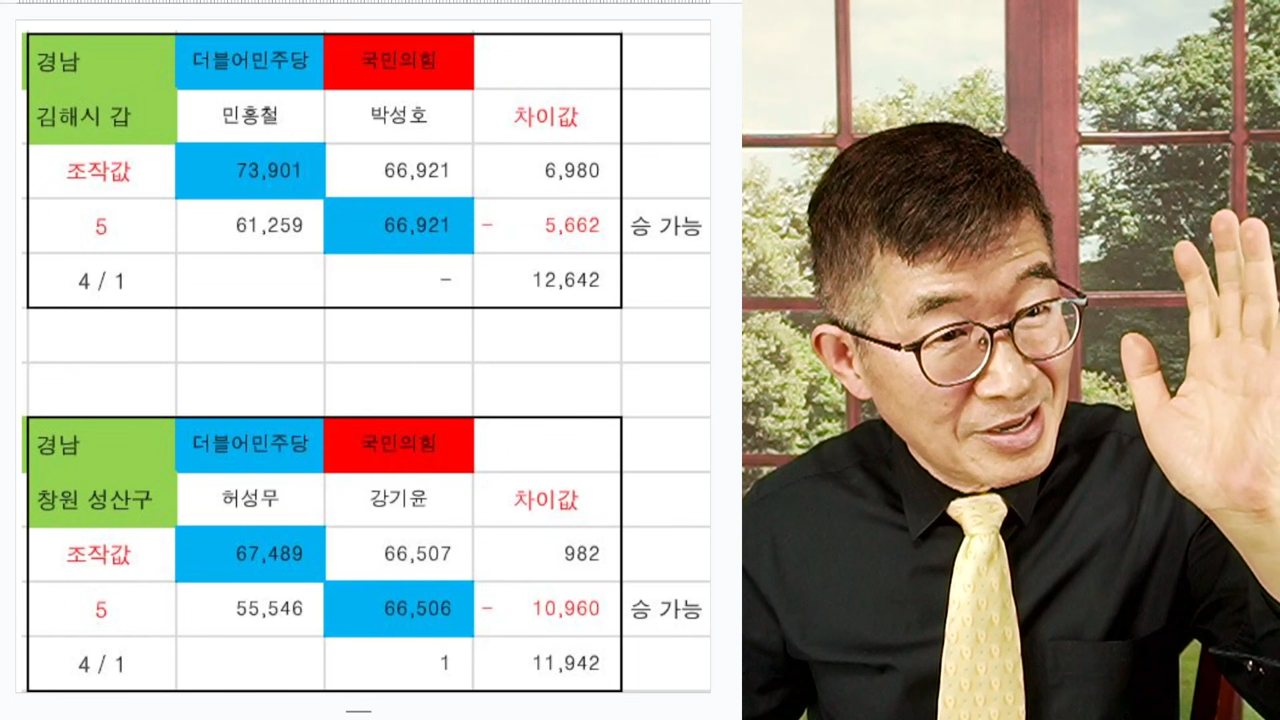 경남 더블어민주당 국민의힘
김해시 갑 민홍철 박성호 차이값
조작값 73,901 66,921 6,980
5 61,259 66,921 - 5,662 승 가능
4 / 1 - 12,642
경남 더블어민주당 국민의힘
창원 성산구 허성무 강기윤 차이값
조작값 67,489 66,507 982
5 55,546 66,506 - 10,960 승 가능
4 / 1 1 11,942